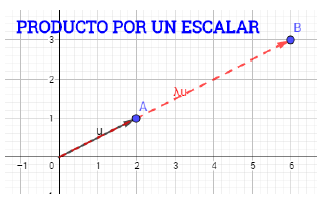 PRODUCTO POR UN ESCALAR
B
3
λu
2
A
1
u
−1 0 1 2 3 4 5 6